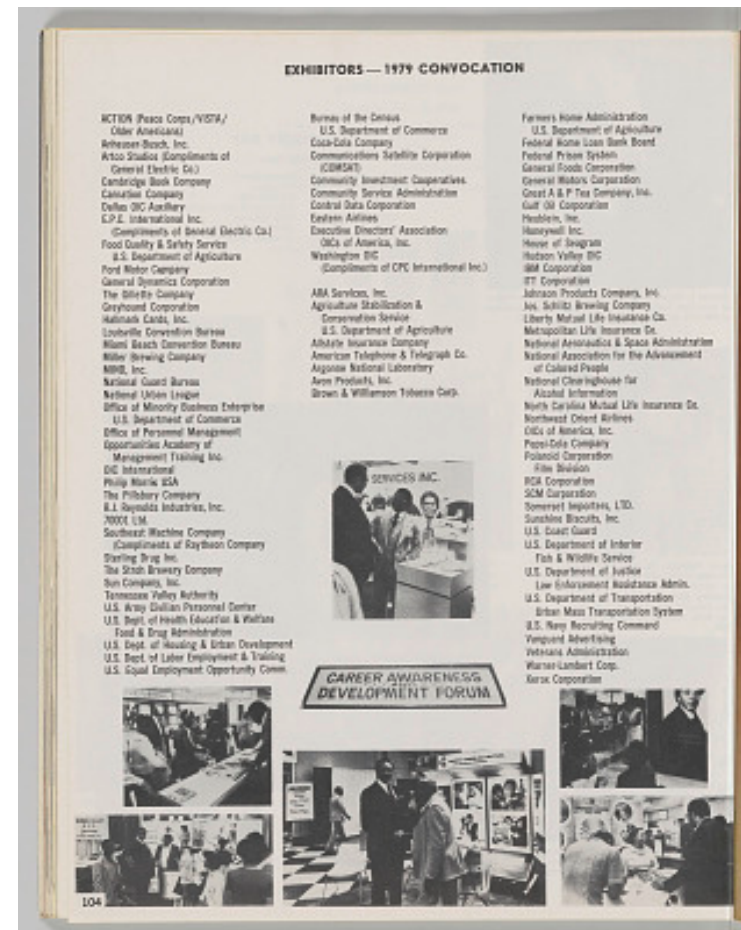 EXHIBITORS — 1979 CONVOCATION
ACTION (Peace Corps/VISTA/
Older Americans)
Anheuser-Busch, Inc.
Artco Studios (Compliments of
General Electric Co.)
Cambridge Book Company
Carnation Company
Dallas OIC Auxiliary
E.P.E. International Inc.
(Compliments of General Electric Co.)
Food Quality & Safety Service
U.S. Department of Agriculture
Ford Motor Company
General Dynamics Corporation
The Gillette Company
Greyhound Corporation
Hallmark Cards, Inc.
Louisville Convention Bureau
Miami Beach Convention Bureau
Miller Brewing Company
Inc.
National Guard Bureau
National Urban League
Office of Minority Business Enterprise
U.S. Department of Commerce
Office of Personnel Management
Opportunities Academy of
Management Training Inc.
OIC International
Philip Morris USA
The Pillsbury Company
R.J. Reynolds Industries, Inc.
70001 Ltd.
Southeast Machine Company
(Compliments of Raytheon Company
Sterling Drug Inc.
The Stroh Brewery Company
Sun Company, Inc.
Tennessee Valley Authority
U.S. Army Civilian Personnel Center
U.S. Dept. of Health Education & Welfare
Food & Drug Administration
U.S. Dept. of Housing & Urban Development
U.S. Dept. of Labor Employment & Training
U.S. Equal Employment Opportunity Comm.
Bureau of the Census
U.S. Department of Commerce
Coca-Cola Company
Communications Satellite Corporation
(COMSAT)
Community Investment Cooperatives
Community Service Administration
Control Data Corporation
Eastern Airlines
Executive Directors' Association
OICs of America, Inc.
Washington OIC
(Compliments of CPC International Inc.)
ARA Services, Inc.
Agriculture Stabilization &
Conservation Service
U.S. Department of Agriculture
Allstate Insurance Company
American Telephone & Telegraph Co.
Argonne National Laboratory
Avon Products, Inc.
Brown & Williamson Tobacco Corp.
Farmers Home Administration
U.S. Department of Agriculture
Federal Home Loan Bank Board
Federal Prison System
General Foods Corporation
General Motors Corporation
Great A & P Tea Company, Inc.
Gulf Oil Corporation
Heublein, Inc.
Honeywell Inc.
House of Seagram
Hudson Valley OIC
IBM Corporation
ITT Corporation
Johnson Products Company, Inc.
Jos. Schlitz Brewing Company
Liberty Mutual Life Insurance Co.
Metropolitan Life Insurance Co.
National Aeronautics & Space Administration
National Association for the Advancement
of Colored People
National Clearinghouse for
Alcohol Information
North Carolina Mutual Life Insurance Co.
Northwest Orient Airlines
OICs of America, Inc.
Pepsi-Cola Company
Polaroid Corporation
Film Division
RCA Corporation
SCM Corporation
Somerset Importers, LTD.
Sunshine Biscuits, Inc.
U.S. Coast Guard
U.S. Department of Interior
Fish & Wildlife Service
U.S. Department of Justice
Law Enforcement Assistance Admin.
U.S. Department of Transportation
Urban Mass Transportation System
U.S. Navy Recruiting Command
Vanguard Advertising
Veterans Administration
Warner-Lambert Corp.
Xerox Corporation
SERVICES INC.
CAREER AWARENESS
DEVELOPMENT FORUM
104